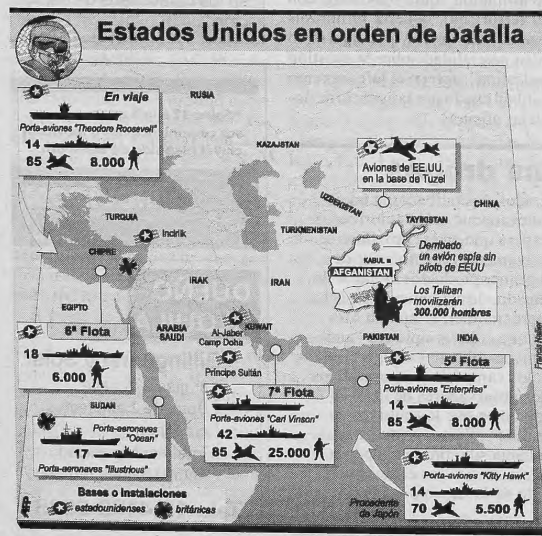 Estados Unidos en orden de batalla
En viaje
Porta-aviones "Theodore Roosevelt"
14
85 8.000
RUSIA
KAZAJSTAN
Aviones de EE.UU.
en la base de Tuzel
UZBEKISTAN
CHINA
TURQUIA
TAYIKISTAN
TURKMENISTAN
Incirlik
CHIPRE
KABUL
AFGANISTAN
Derribado
un avión espía sin
piloto de EEUU
IRAK
IRAN
Los Taliban
movilizarán
300.000 hombres
EGIPTO
ARABIA
SAUDI
KUWAIT
Al-Jaber
Camp Doha
Príncipe Sultán
PAKISTAN
INDIA
6ª Flota
18
6.000
5ª Flota
Porta-aviones "Enterprise"
14
85 8.000
7ª Flota
Porta-aviones "Carl Vinson"
42
85 25.000
SUDAN
Porta-aeronaves
"Ocean"
17
Porta-aeronaves "Illustrious"
Porta-aviones "Kitty Hawk"
14
70 5.500
Procedente
de Japón
Bases o instalaciones
estadounidenses británicas
AFP